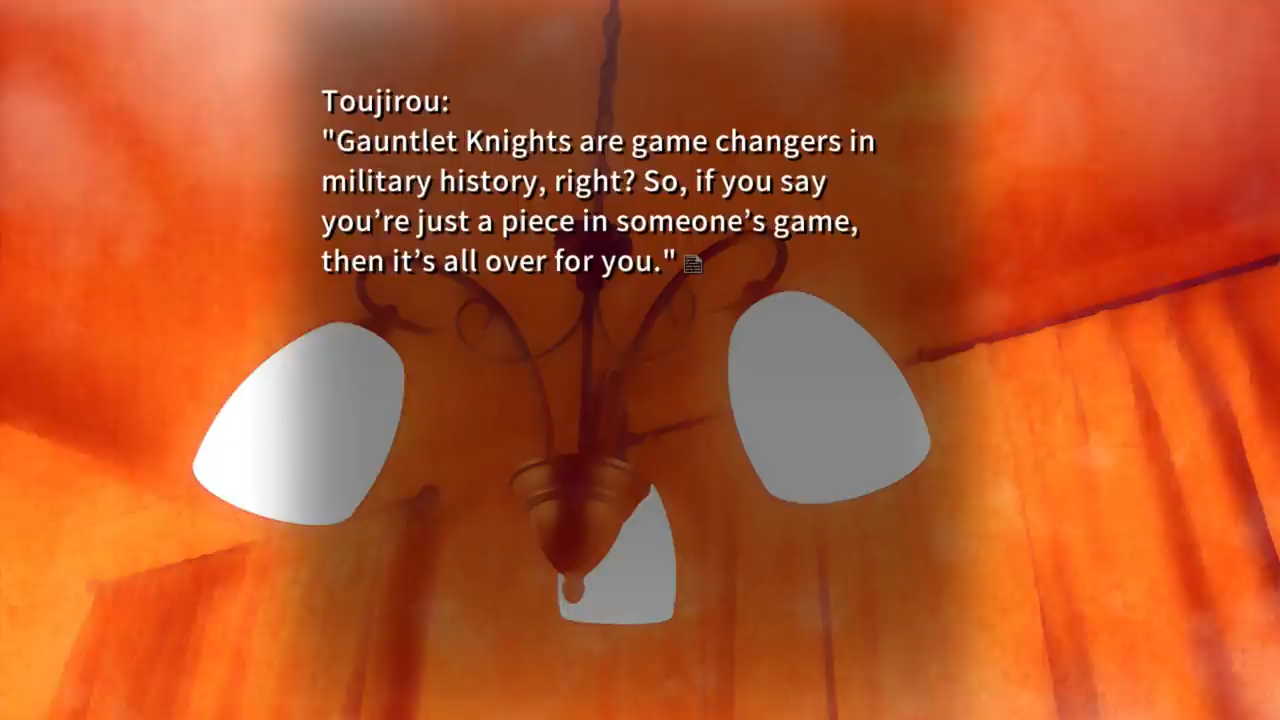 Toujirou:
"Gauntlet Knights are game changers in
military history, right? So, if you say
you’re just a piece in someone’s game,
then it’s all over for you."